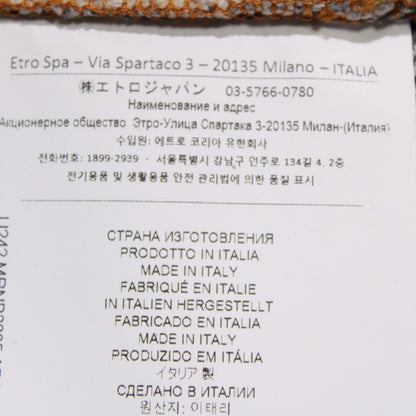 Etro Spa – Via Spartaco 3 – 20135 Milano – ITALIA
㈱エトロジャパン 03-5766-0780
Наименование и адрес
Акционерное общество Этро-Улица Спартака 3-20135 Милан-(Италия)
수입원: 에트로 코리아 유한회사
전화번호: 1899-2939 - 서울특별시 강남구 언주로 134길 4, 2층
전기용품 및 생활용품 안전 관리법에 의한 품질 표시
СТРАНА ИЗГОТОВЛЕНИЯ
PRODOTTO IN ITALIA
MADE IN ITALY
FABRIQUÉ EN ITALIE
IN ITALIEN HERGESTELLT
FABRICADO EN ITALIA
MADE IN ITALY
PRODUZIDO EM ITÁLIA
イタリア 製
СДЕЛАНО В ИТАЛИИ
원산지: 이태리